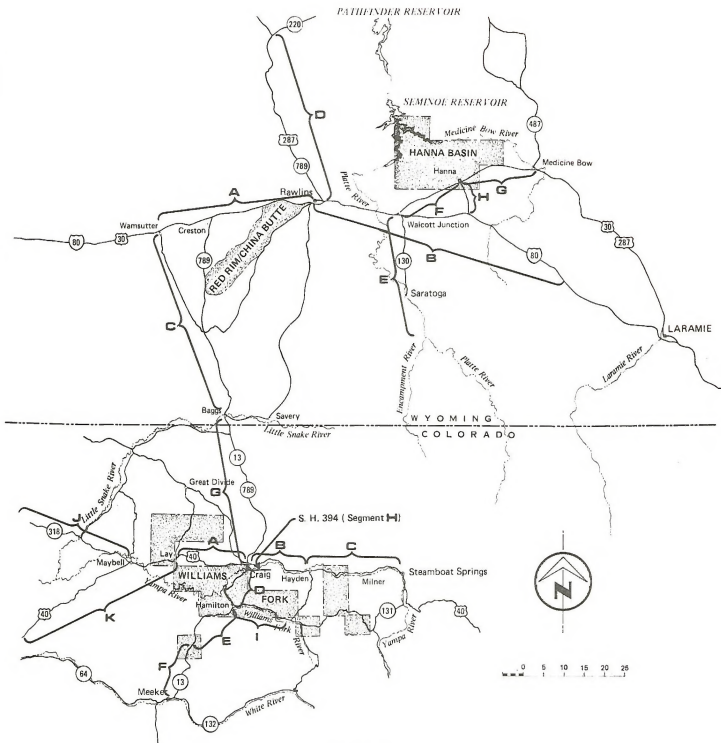 PATHFINDER RESERVOIR
220
SEMINOE RESERVOIR
D
487
287
Medicine Bow River
HANNA BASIN
Medicine Bow
789
Hanna
Platte River
G
A
Rawlins
H
F
Wamsutter
Walcott Junction
30
80
30
Creston
287
RED RIM/CHINA BUTTE
B
789
130
E
80
Saratoga
C
LARAMIE
Encampment River
Platte River
Laramie River
Baggs
Savery
WYOMING
Little Snake River
COLORADO
13
Great Divide
G
789
Little Snake River
S. H. 394 (Segment H)
J
318
A
B
C
Lay
40
Maybell
Craig
Steamboat Springs
WILLIAMS
Hayden
Milner
Yampa River
D
FORK
Hamilton
40
K
Williams Fork
131
40
River
E
I
Yampa River
N
F
64
13
0 5 10 15 20 25
Meeker
White River
132